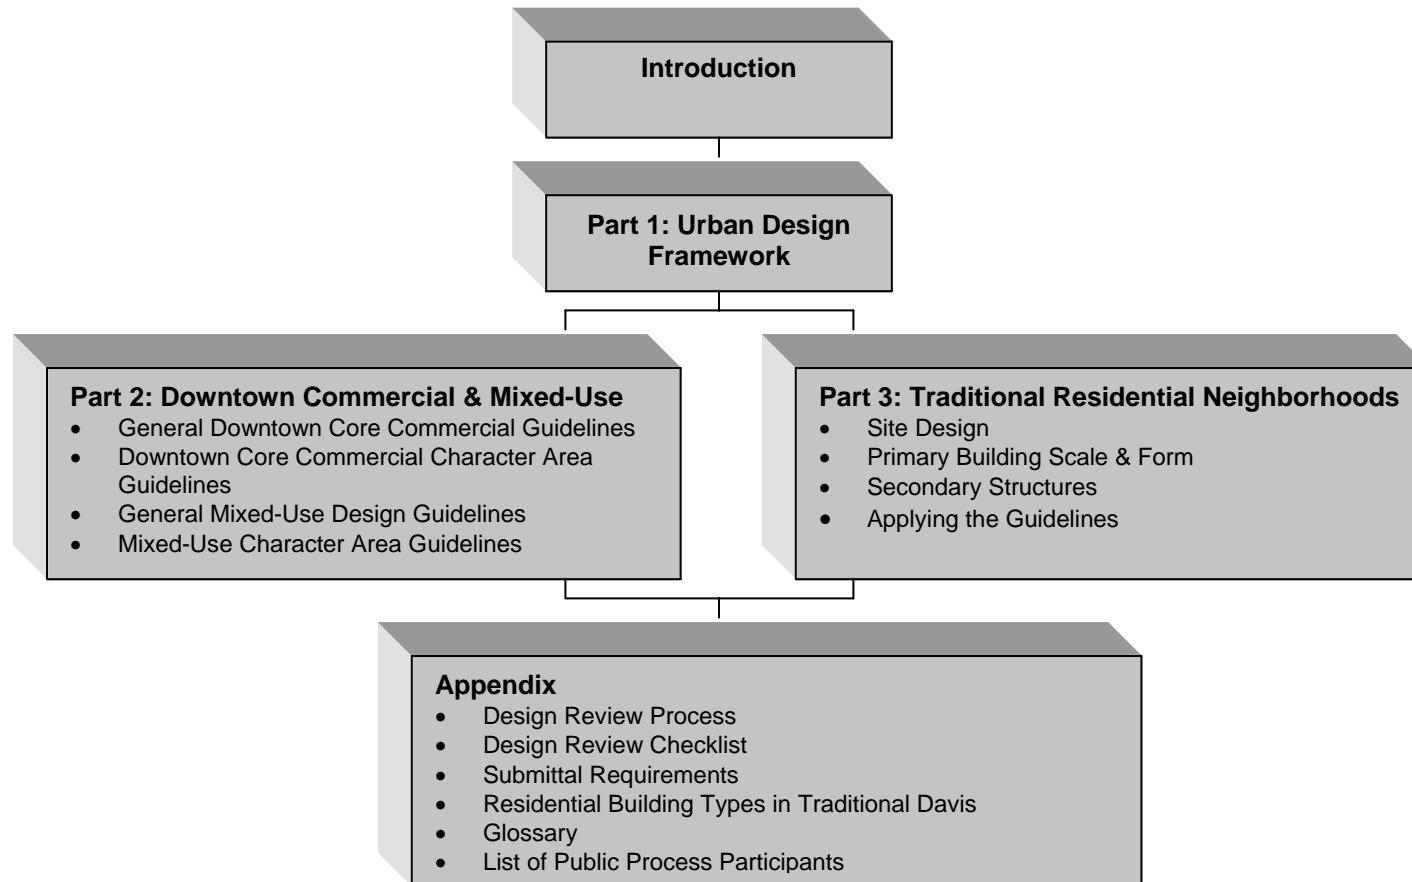 Introduction
Part 1: Urban Design
Framework
Part 2: Downtown Commercial & Mixed-Use
• General Downtown Core Commercial Guidelines
• Downtown Core Commercial Character Area
Guidelines
• General Mixed-Use Design Guidelines
• Mixed-Use Character Area Guidelines
Part 3: Traditional Residential Neighborhoods
• Site Design
• Primary Building Scale & Form
• Secondary Structures
• Applying the Guidelines
Appendix
• Design Review Process
• Design Review Checklist
• Submittal Requirements
• Residential Building Types in Traditional Davis
• Glossary
• List of Public Process Participants